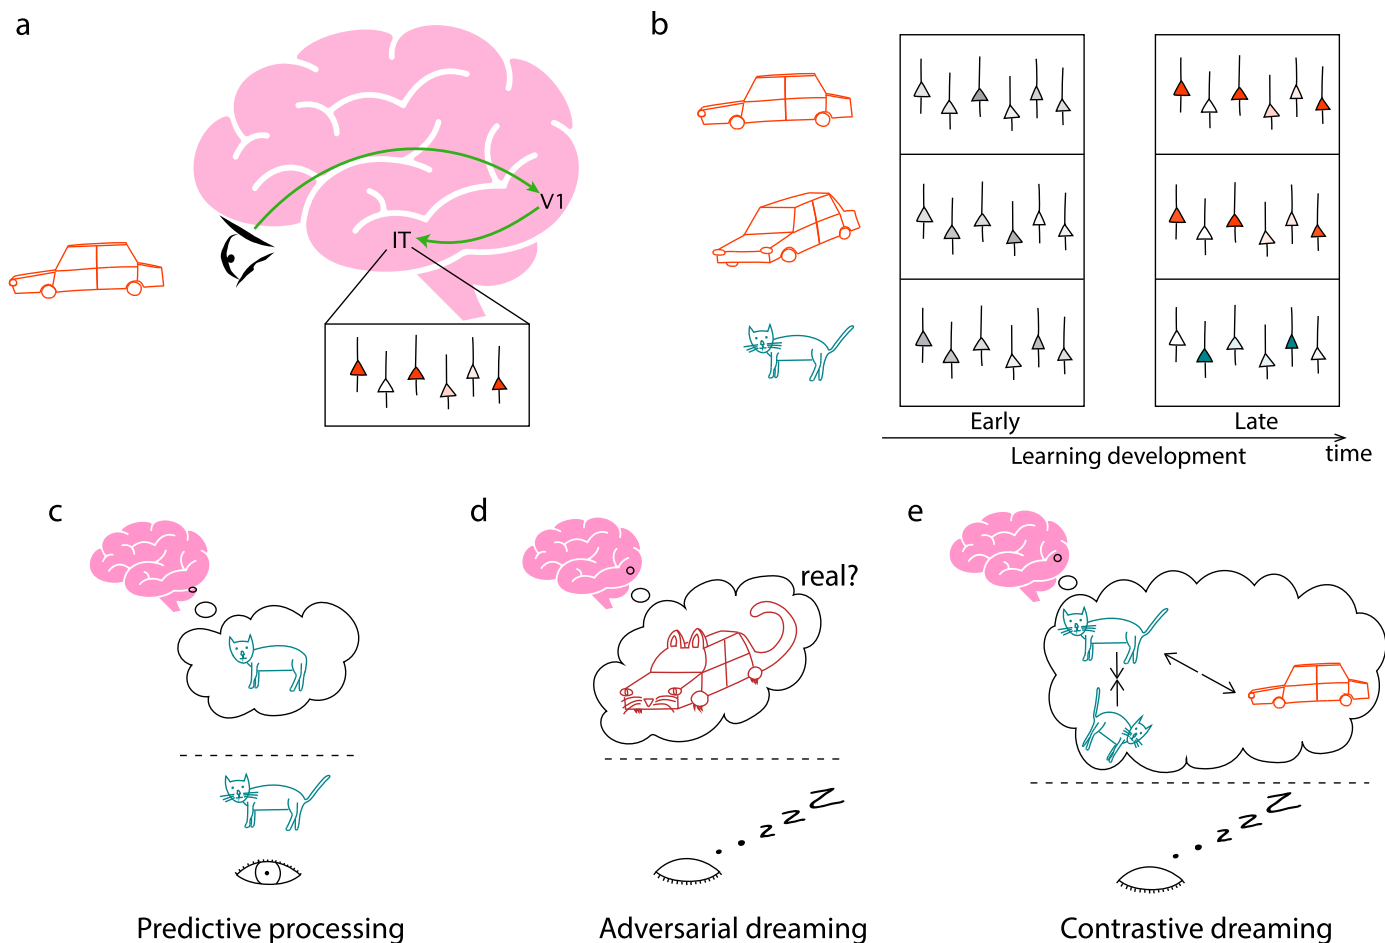 a
V1
IT
b
Early
Late
Learning development
time
c
d
real?
e
z z Z
z z Z
Predictive processing
Adversarial dreaming
Contrastive dreaming